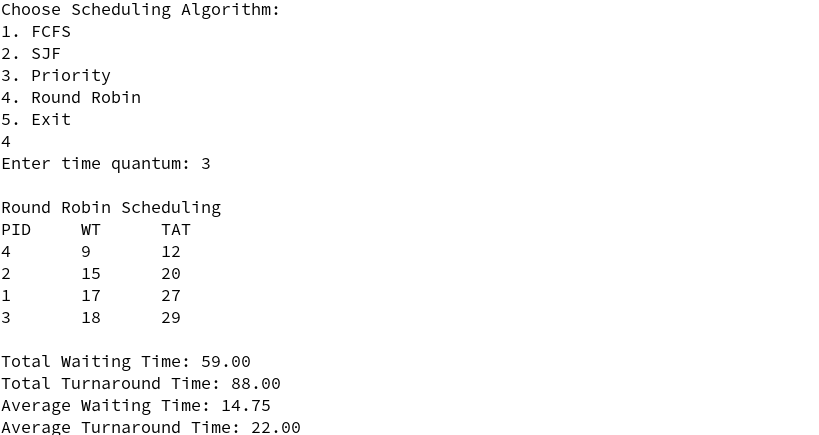 Choose Scheduling Algorithm:
1. FCFS
2. SJF
3. Priority
4. Round Robin
5. Exit
4
Enter time quantum: 3

Round Robin Scheduling
PID     WT      TAT
4       9       12
2       15      20
1       17      27
3       18      29

Total Waiting Time: 59.00
Total Turnaround Time: 88.00
Average Waiting Time: 14.75
Average Turnaround Time: 22.00